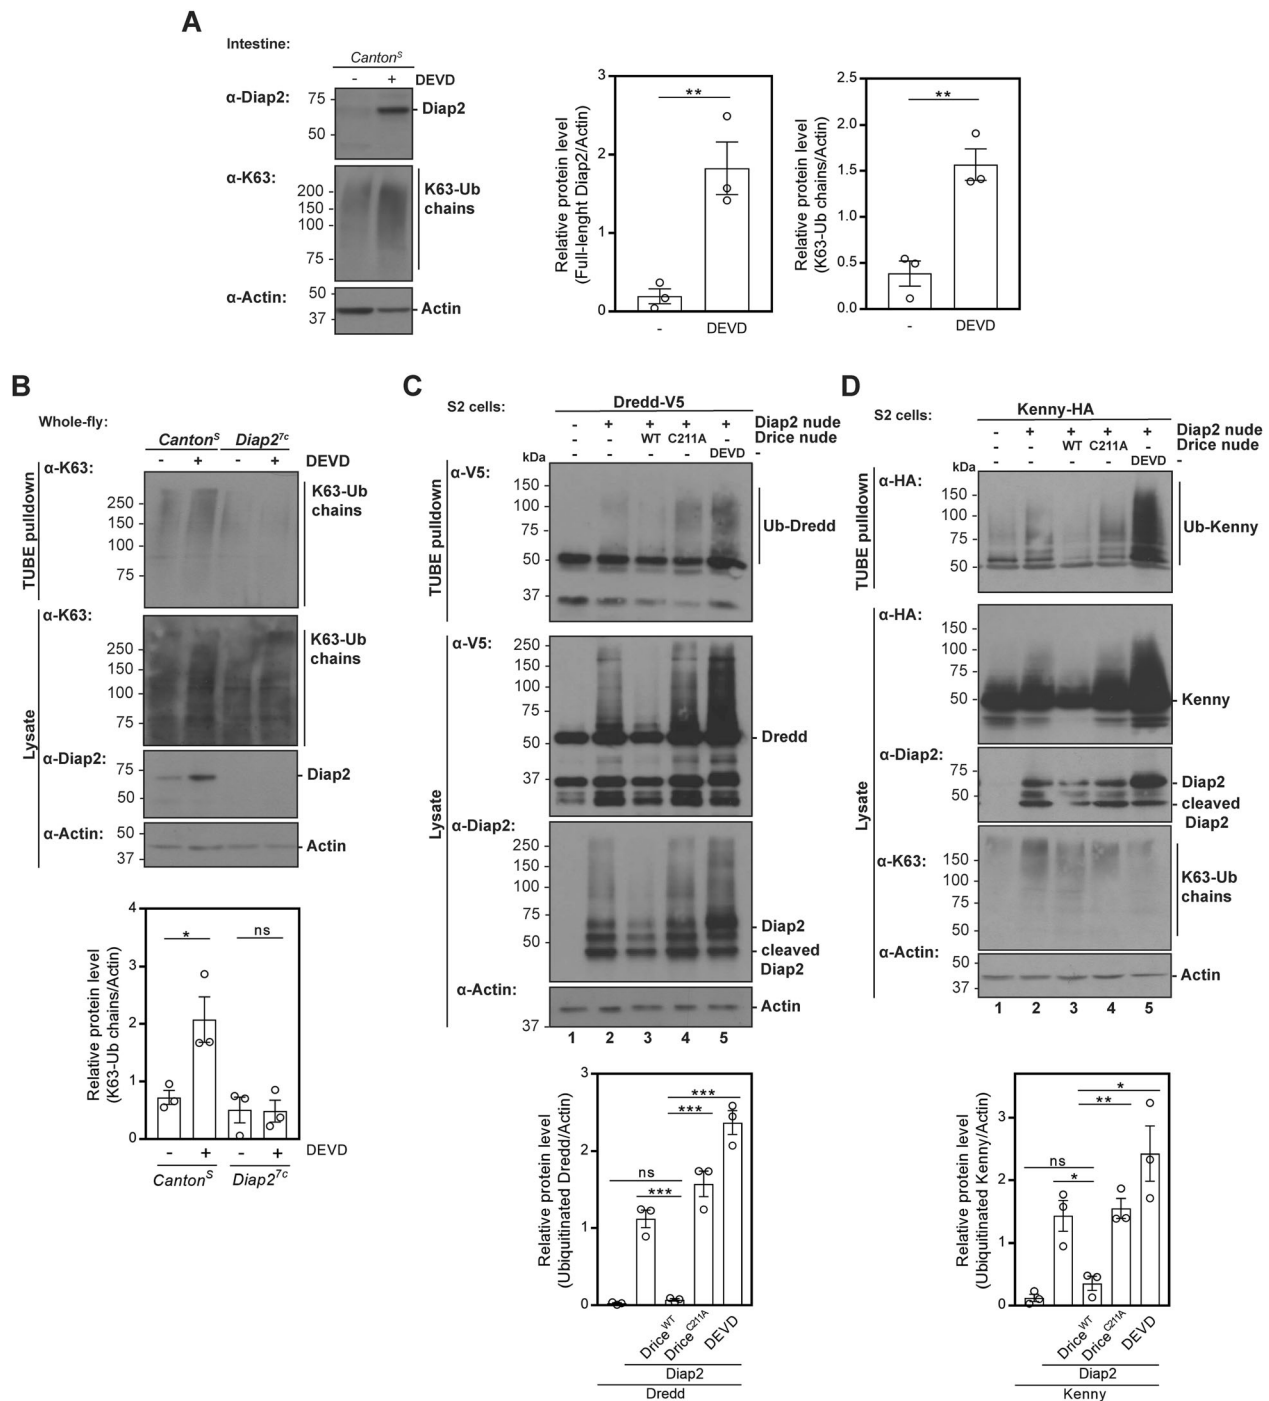 A
Intestine:
Canton^S
- + DEVD
α-Diap2:
75
50
Diap2
α-K63:
200
150
100
75
K63-Ub
chains
α-Actin:
50
37
Actin
Relative protein level
(Full-lenght Diap2/Actin)
3
2
1
0
**
- DEVD
Relative protein level
(K63-Ub chains/Actin)
2.5
2.0
1.5
1.0
0.5
0.0
**
- DEVD
B
Whole-fly:
Canton^S Diap2^7c
- + - + DEVD
TUBE pulldown
α-K63:
250
150
100
75
K63-Ub
chains
Lysate
α-K63:
250
150
100
75
K63-Ub
chains
α-Diap2:
75
50
Diap2
α-Actin:
50
37
Actin
Relative protein level
(K63-Ub chains/Actin)
4
3
2
1
0
* ns
- + - + DEVD
Canton^S Diap2^7c
C
S2 cells:
Dredd-V5
- + + + + Diap2 nude
- - WT C211A - Drice nude
- - - - DEVD -
kDa
TUBE pulldown
α-V5:
150
100
75
50
37
Ub-Dredd
Lysate
α-V5:
250
150
100
75
50
37
Dredd
α-Diap2:
250
150
100
75
50
Diap2
cleaved
Diap2
α-Actin:
37
Actin
1 2 3 4 5
Relative protein level
(Ubiquitinated Dredd/Actin)
3
2
1
0
***
***
ns
***
Drice^WT
Drice^C211A
DEVD
Diap2
Dredd
D
S2 cells:
Kenny-HA
- + + + + Diap2 nude
- - WT C211A - Drice nude
- - - - DEVD -
kDa
TUBE pulldown
α-HA:
150
100
75
50
Ub-Kenny
Lysate
α-HA:
150
100
75
50
Kenny
α-Diap2:
75
50
Diap2
cleaved
Diap2
α-K63:
150
100
75
50
K63-Ub
chains
α-Actin:
50
37
Actin
1 2 3 4 5
Relative protein level
(Ubiquitinated Kenny/Actin)
3
2
1
0
*
**
ns
*
Drice^WT
Drice^C211A
DEVD
Diap2
Kenny